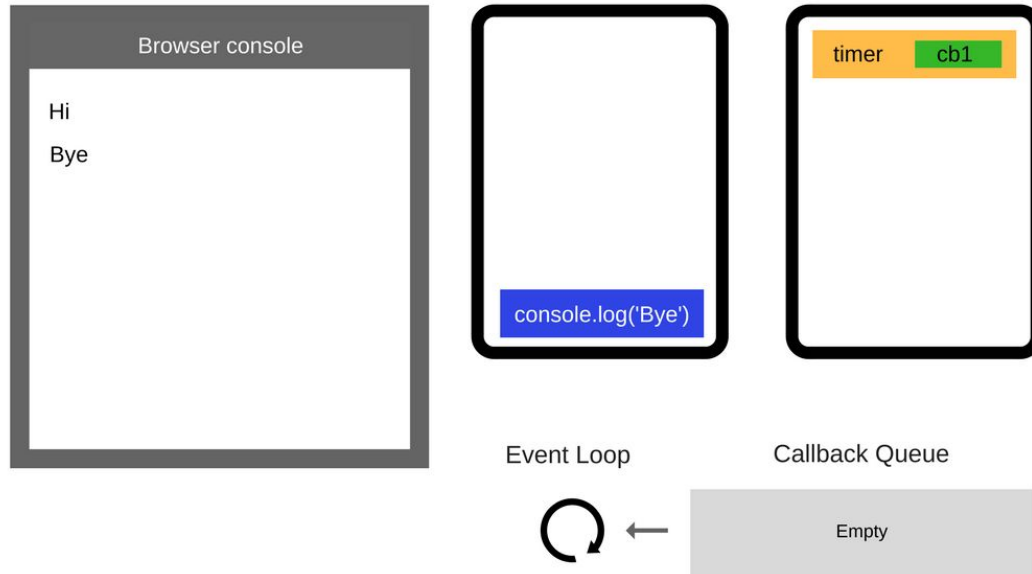 Browser console
Hi
Bye
console.log('Bye')
timer
cb1
Event Loop
Callback Queue
Empty